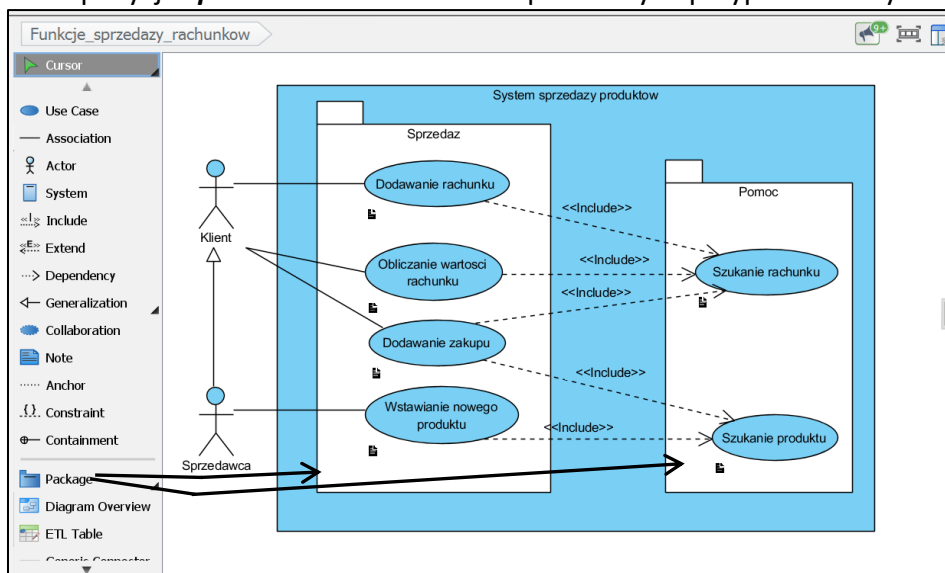 Funkcje_sprzedazy_rachunkow
9+
Cursor
Use Case
Association
Actor
System
<<I>> Include
<<E>> Extend
Dependency
Generalization
Collaboration
Note
Anchor
{} Constraint
Containment
Package
Diagram Overview
ETL Table
System sprzedazy produktow
Sprzedaz
Pomoc
Klient
Sprzedawca
Dodawanie rachunku
Obliczanie wartosci
rachunku
Dodawanie zakupu
Wstawianie nowego
produktu
<<Include>>
<<Include>>
<<Include>>
<<Include>>
<<Include>>
Szukanie rachunku
Szukanie produktu